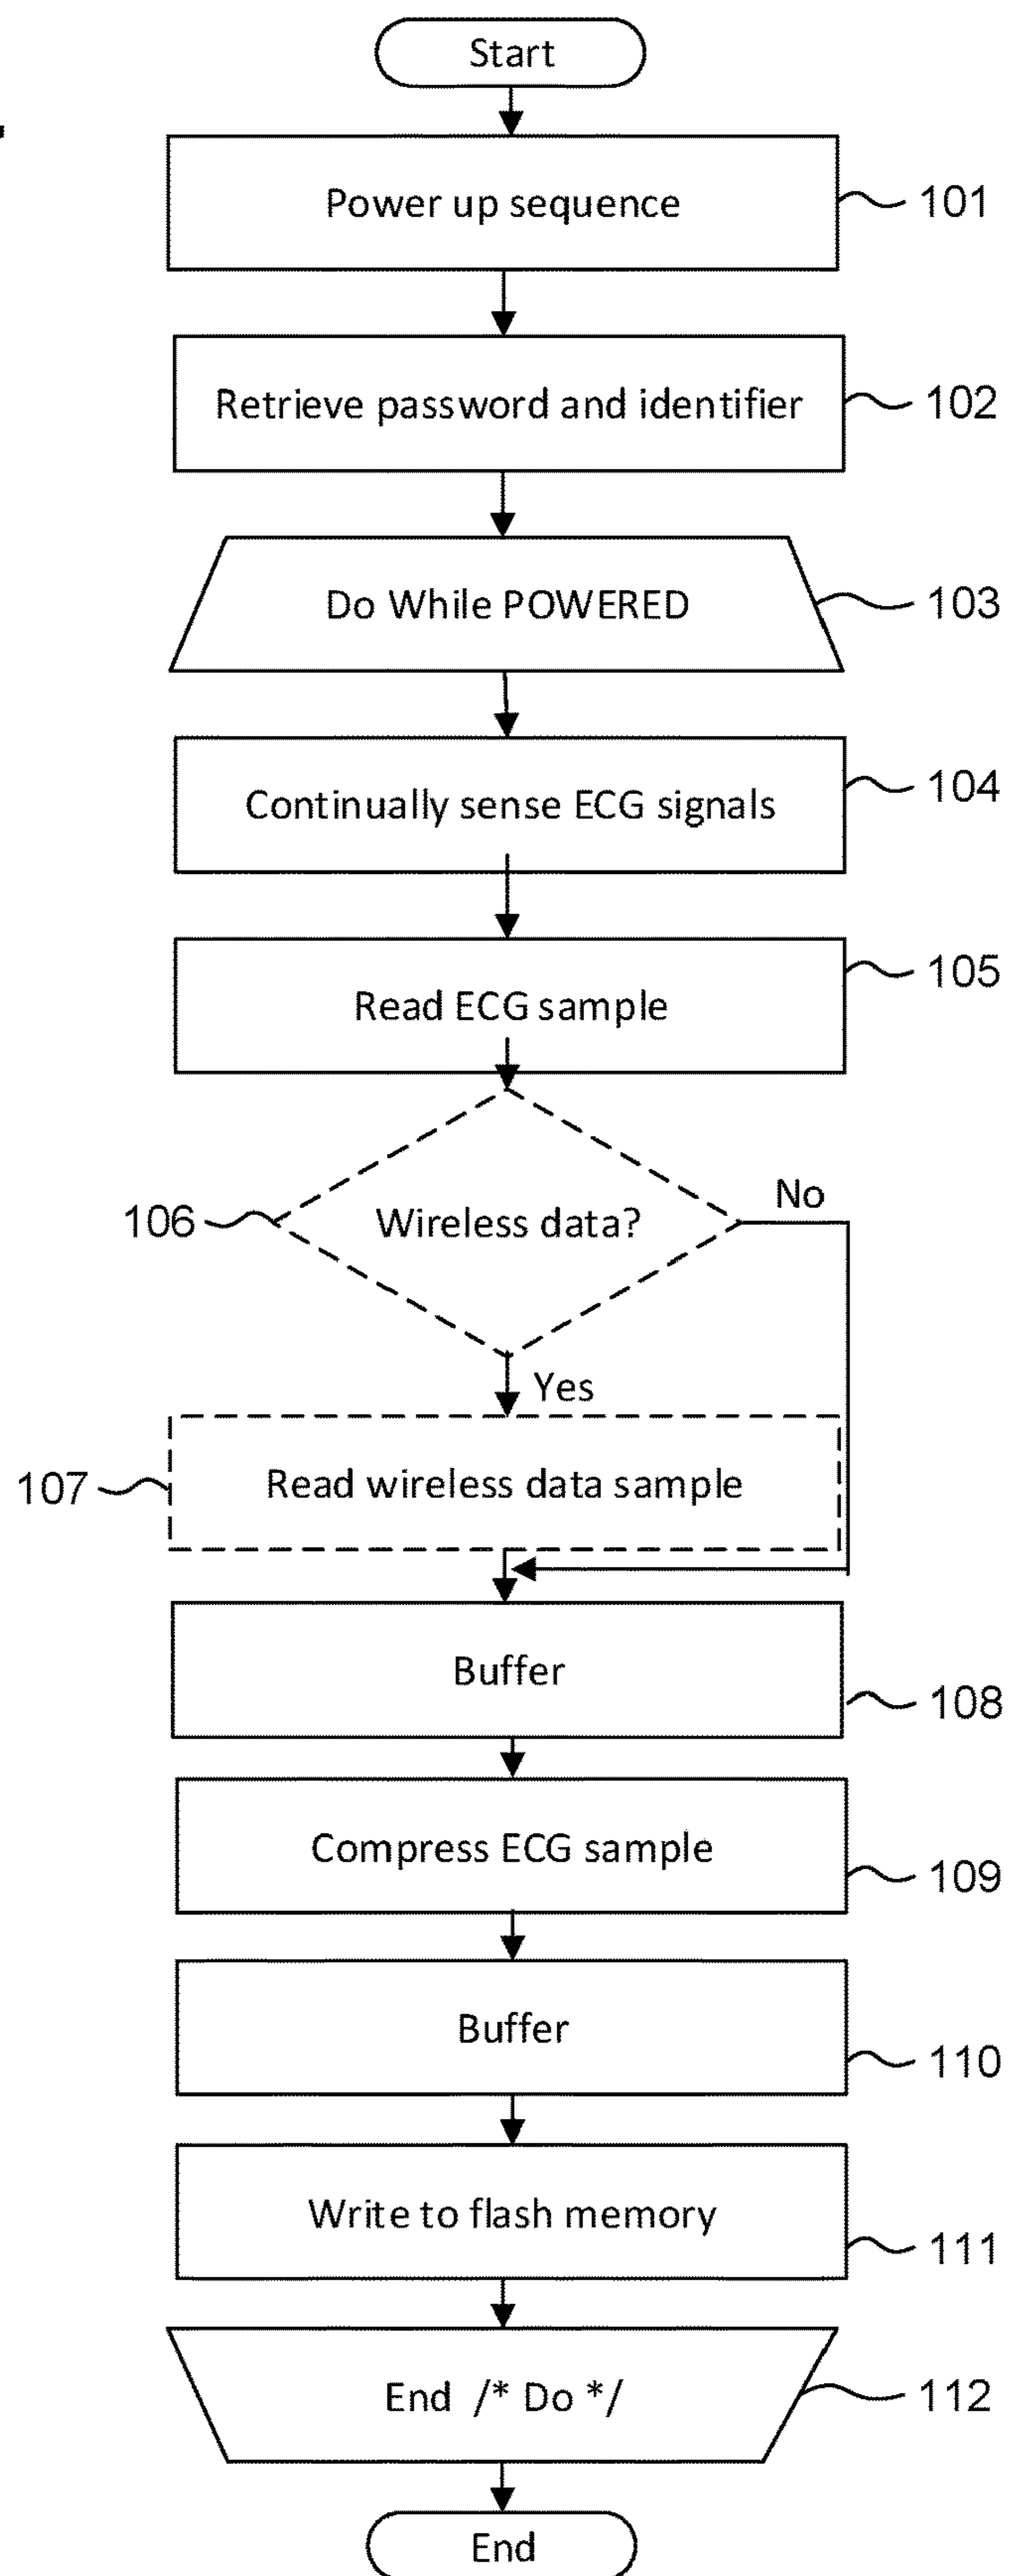 Start
Power up sequence
101
Retrieve password and identifier
102
Do While POWERED
103
Continually sense ECG signals
104
Read ECG sample
105
106
Wireless data?
No
Yes
107
Read wireless data sample
Buffer
108
Compress ECG sample
109
Buffer
110
Write to flash memory
111
End /* Do */
112
End